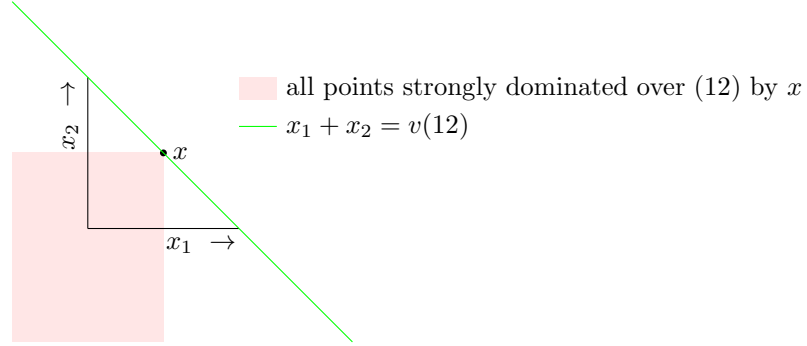 all points strongly dominated over (12) by x
x₁ + x₂ = v(12)
x₂ →
x
x₁ →